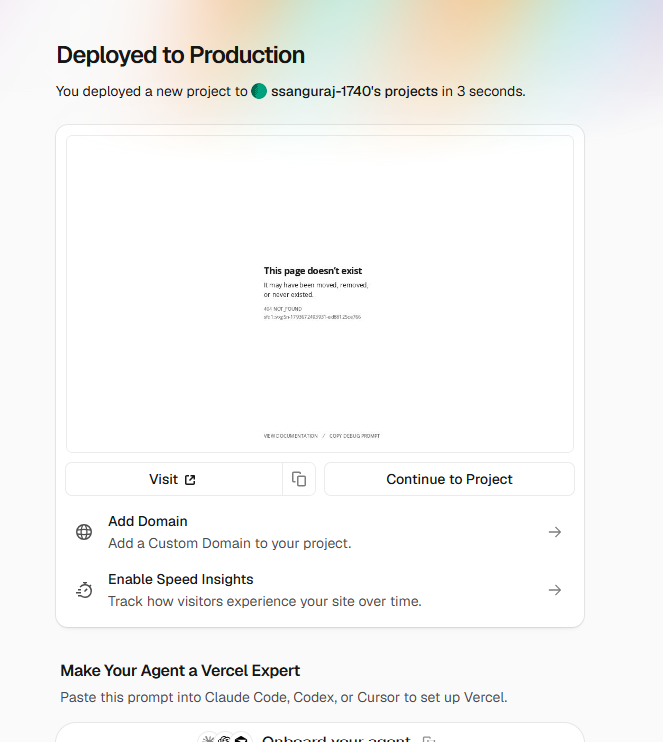 Deployed to Production
You deployed a new project to ssanguraj-1740's projects in 3 seconds.
This page doesn't exist
It may have been moved, removed,
or never existed.
404 NOT_FOUND
VIEW DOCUMENTATION / COPY DEBUG PROMPT
Visit
Continue to Project
Add Domain
Add a Custom Domain to your project.
Enable Speed Insights
Track how visitors experience your site over time.
Make Your Agent a Vercel Expert
Paste this prompt into Claude Code, Codex, or Cursor to set up Vercel.
Onboard your agent